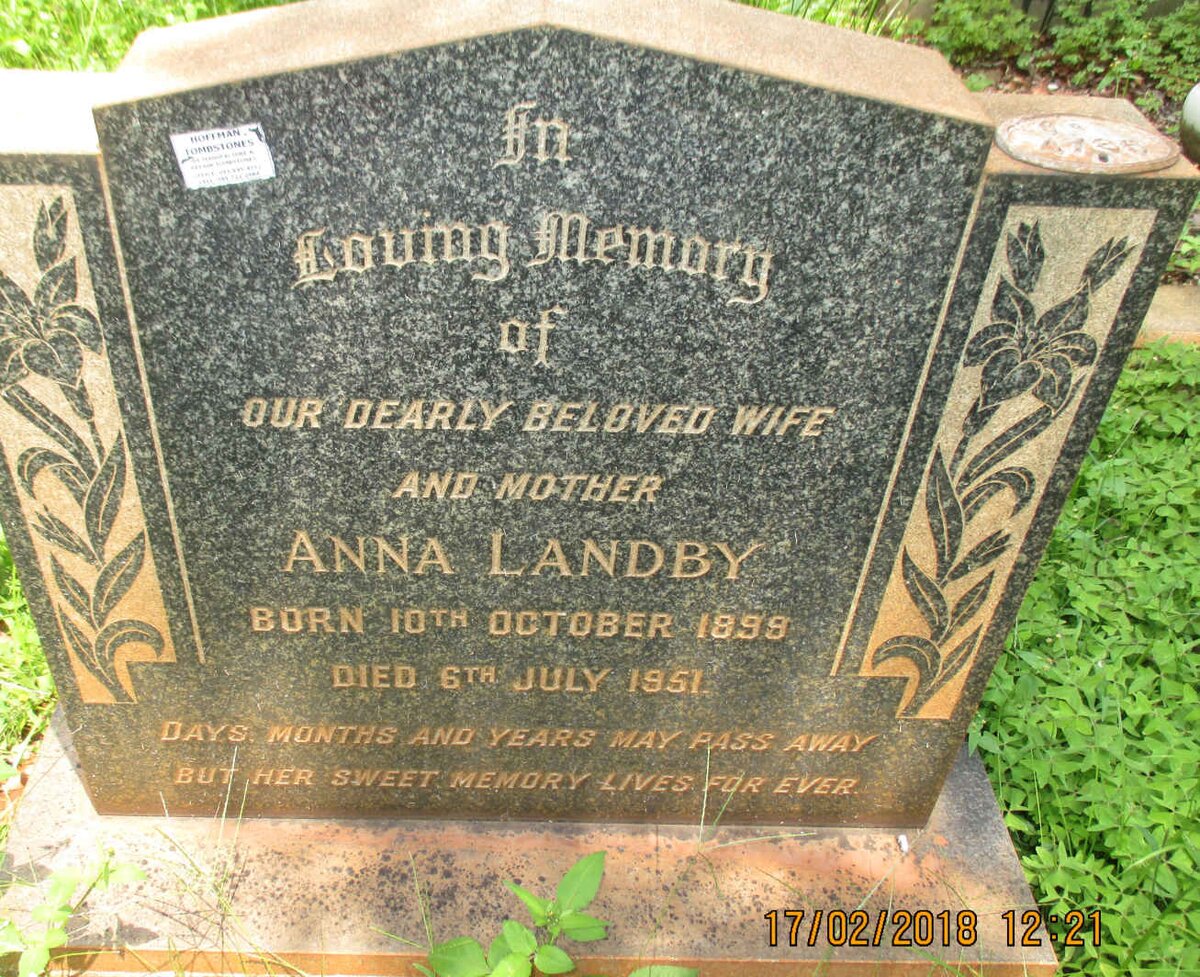 HOFFMAN
TOMBSTONES
In
Loving Memory
of
OUR DEARLY BELOVED WIFE
AND MOTHER
ANNA LANDBY
BORN 10TH OCTOBER 1899
DIED 6TH JULY 1951.
DAYS MONTHS AND YEARS MAY PASS AWAY
BUT HER SWEET MEMORY LIVES FOR EVER.
17/02/2018 12:21